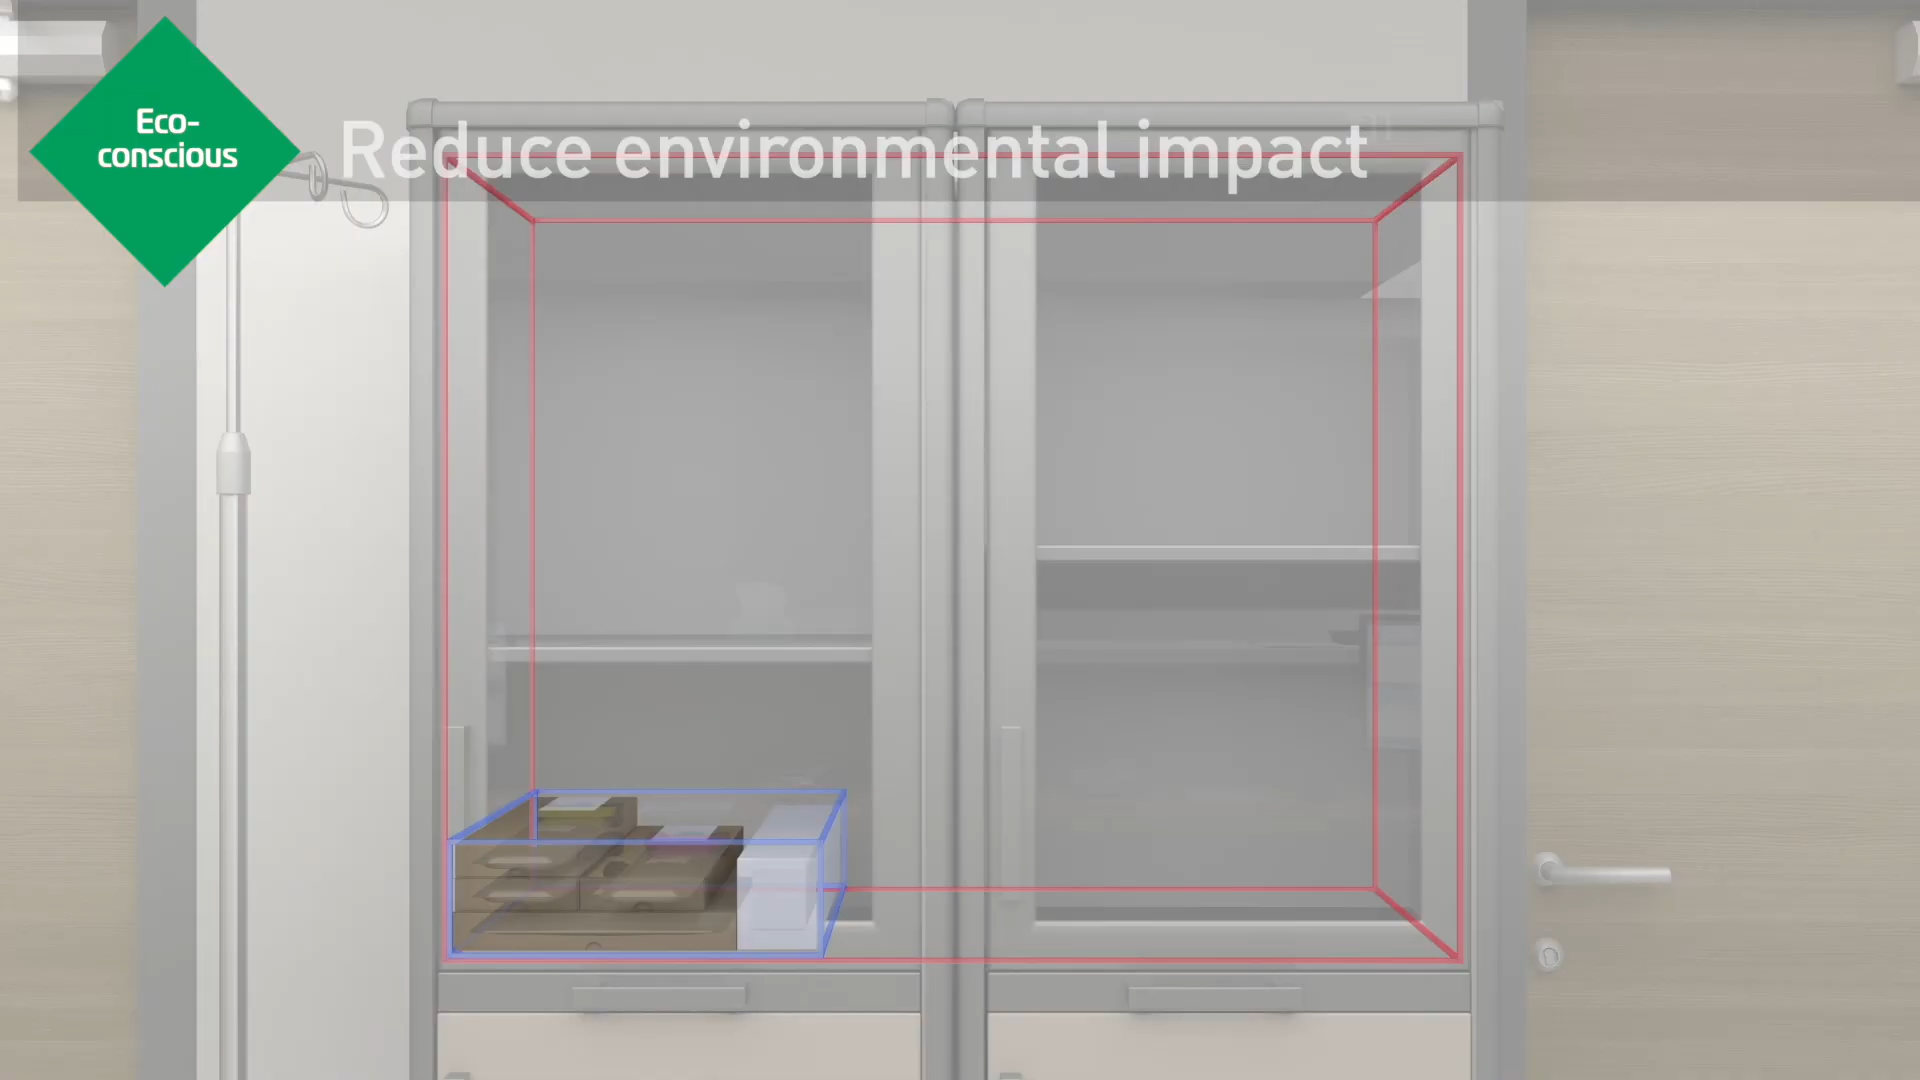 Eco-
conscious
Reduce environmental impact